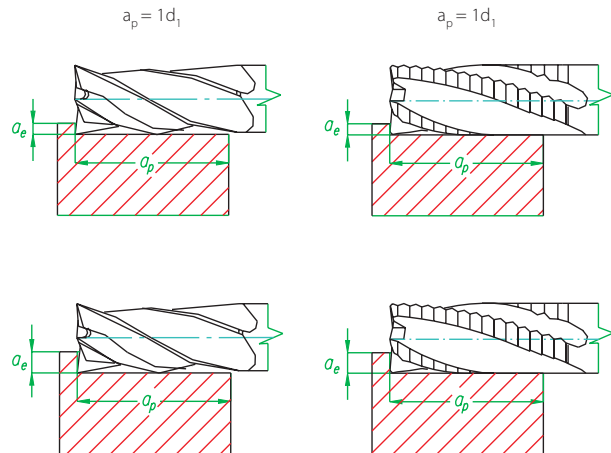 aₚ = 1d₁
aₚ = 1d₁
aₑ
aₚ
aₑ
aₚ
aₑ
aₚ
aₑ
aₚ